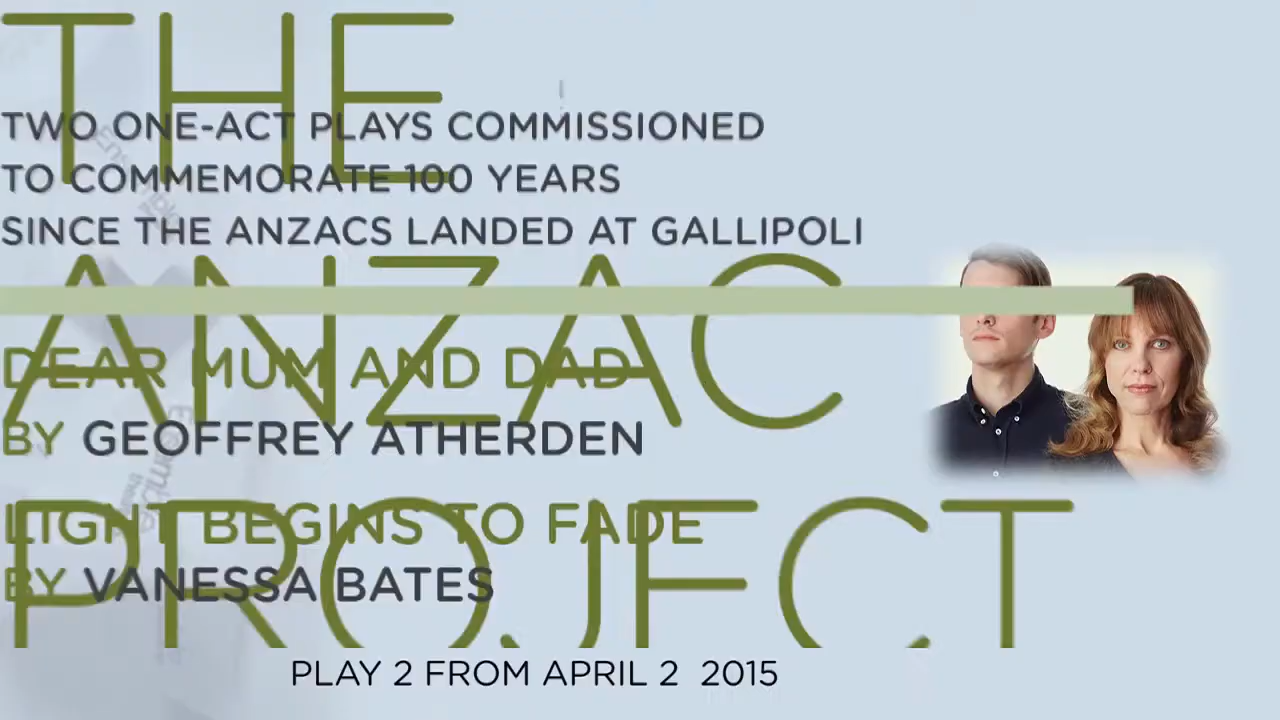 THE
TWO ONE-ACT PLAYS COMMISSIONED
TO COMMEMORATE 100 YEARS
SINCE THE ANZACS LANDED AT GALLIPOLI
ANZAC
DEAR MUM AND DAD
BY GEOFFREY ATHERDEN
PROJECT
LIGHT BEGINS TO FADE
BY VANESSA BATES
PLAY 2 FROM APRIL 2 2015
Ensemble
Ensemble